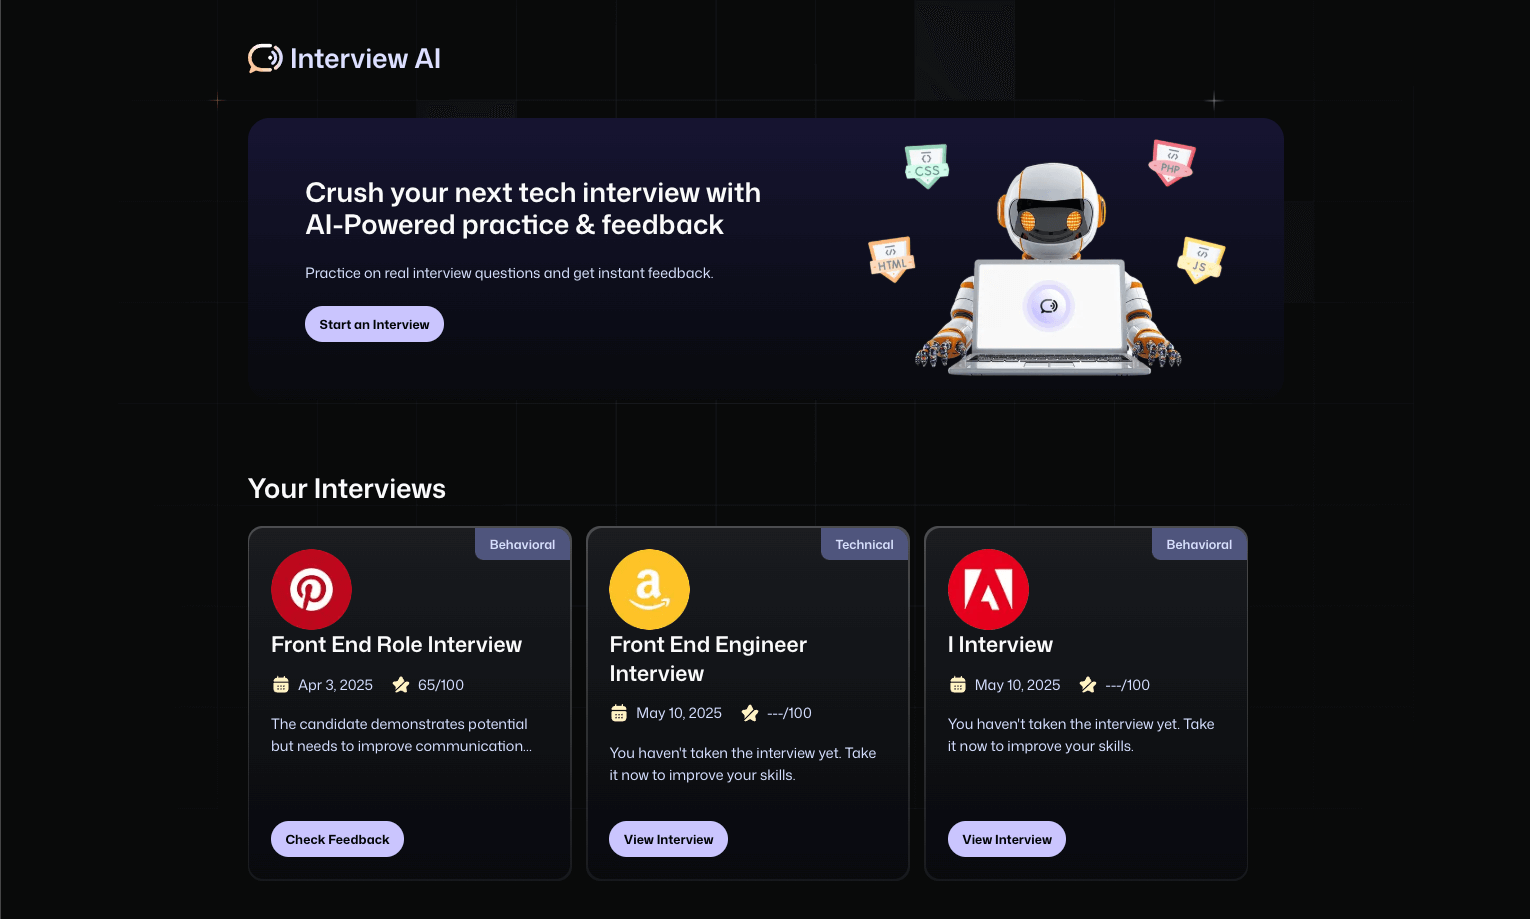 Interview AI
Crush your next tech interview with
AI-Powered practice & feedback
Practice on real interview questions and get instant feedback.
Start an Interview
CSS
PHP
HTML
JS
Your Interviews
Behavioral
Front End Role Interview
Apr 3, 2025 65/100
The candidate demonstrates potential
but needs to improve communication...
Check Feedback
Technical
a
Front End Engineer
Interview
May 10, 2025 ---/100
You haven't taken the interview yet. Take
it now to improve your skills.
View Interview
Behavioral
I Interview
May 10, 2025 ---/100
You haven't taken the interview yet. Take
it now to improve your skills.
View Interview